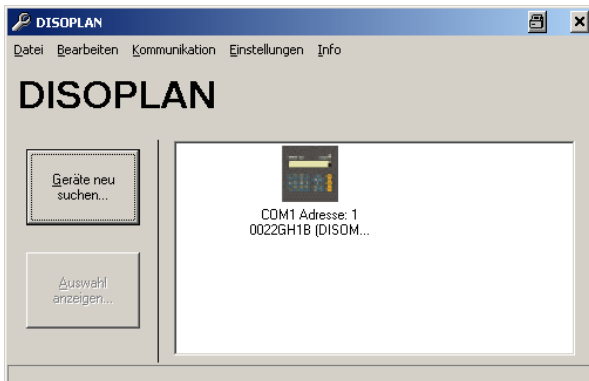 DISOPLAN
Datei Bearbeiten Kommunikation Einstellungen Info
DISOPLAN
Geräte neu
suchen...
COM1 Adresse: 1
0022GH1B (DISOM...
Auswahl
anzeigen...